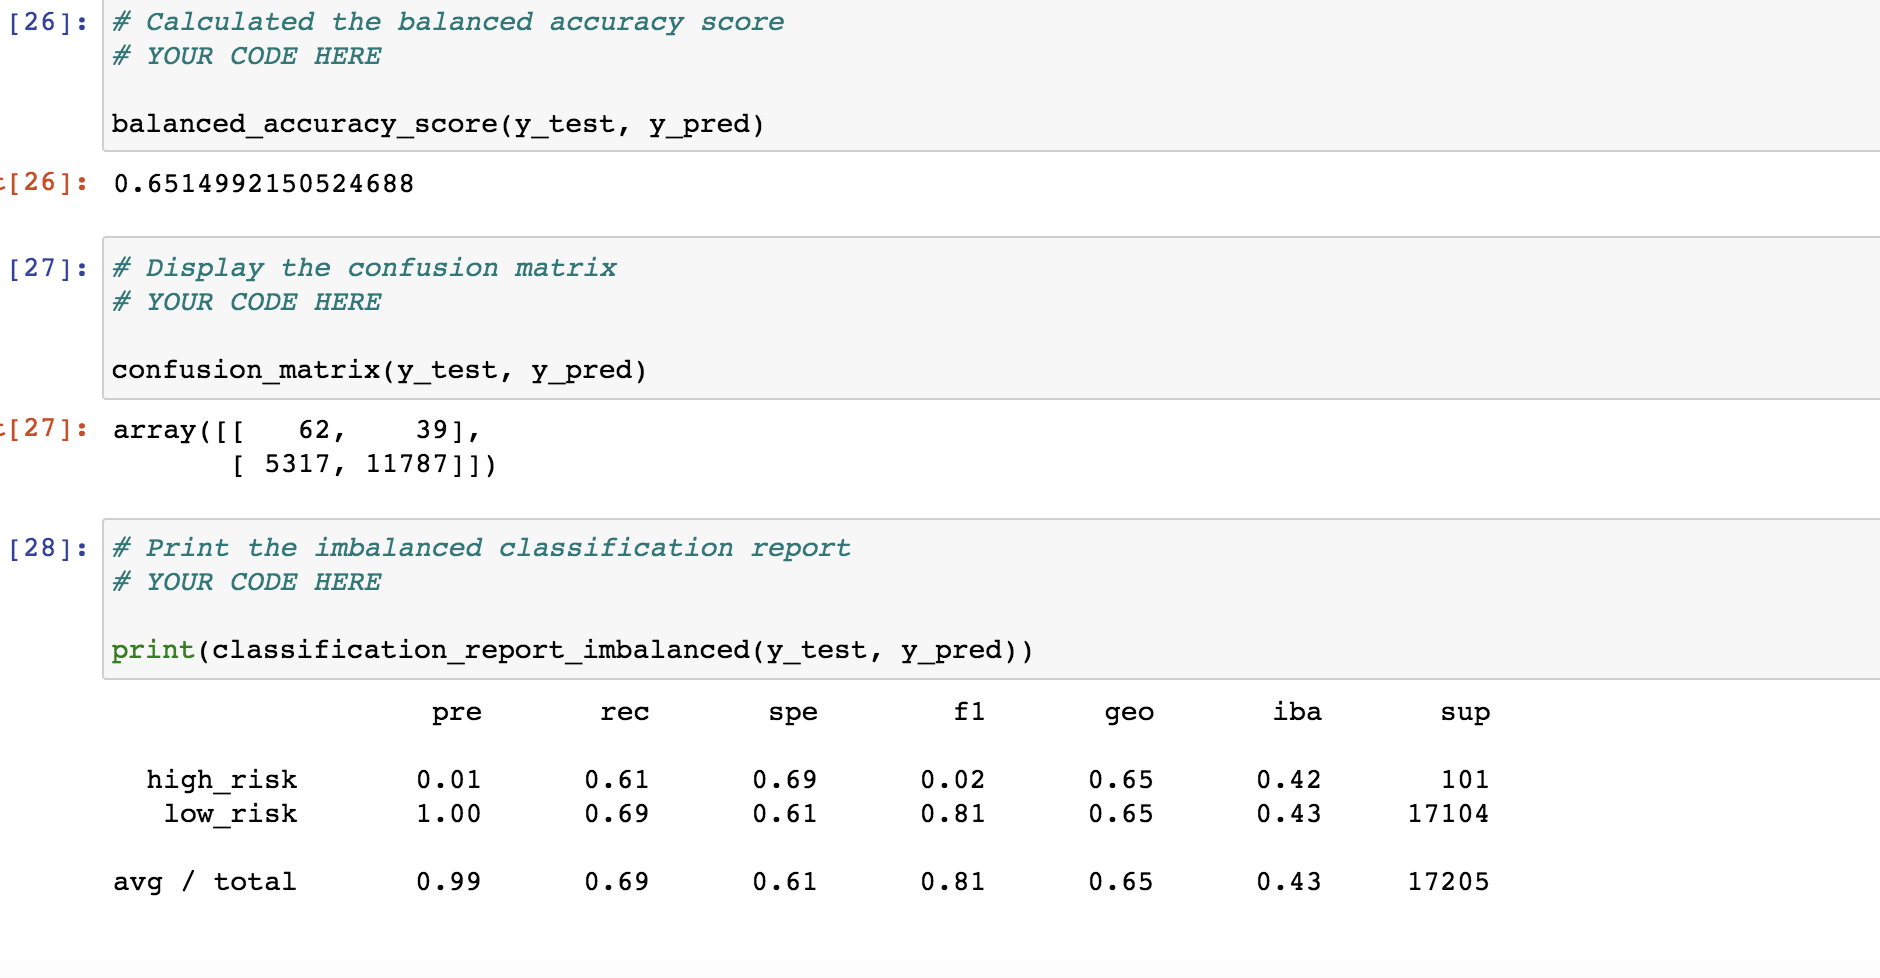 [26]: # Calculated the balanced accuracy score
# YOUR CODE HERE
balanced_accuracy_score(y_test, y_pred)
t[26]: 0.6514992150524688
[27]: # Display the confusion matrix
# YOUR CODE HERE
confusion_matrix(y_test, y_pred)
t[27]: array([[   62,    39],
       [ 5317, 11787]])
[28]: # Print the imbalanced classification report
# YOUR CODE HERE
print(classification_report_imbalanced(y_test, y_pred))
pre rec spe f1 geo iba sup
high_risk 0.01 0.61 0.69 0.02 0.65 0.42 101
low_risk 1.00 0.69 0.61 0.81 0.65 0.43 17104
avg / total 0.99 0.69 0.61 0.81 0.65 0.43 17205